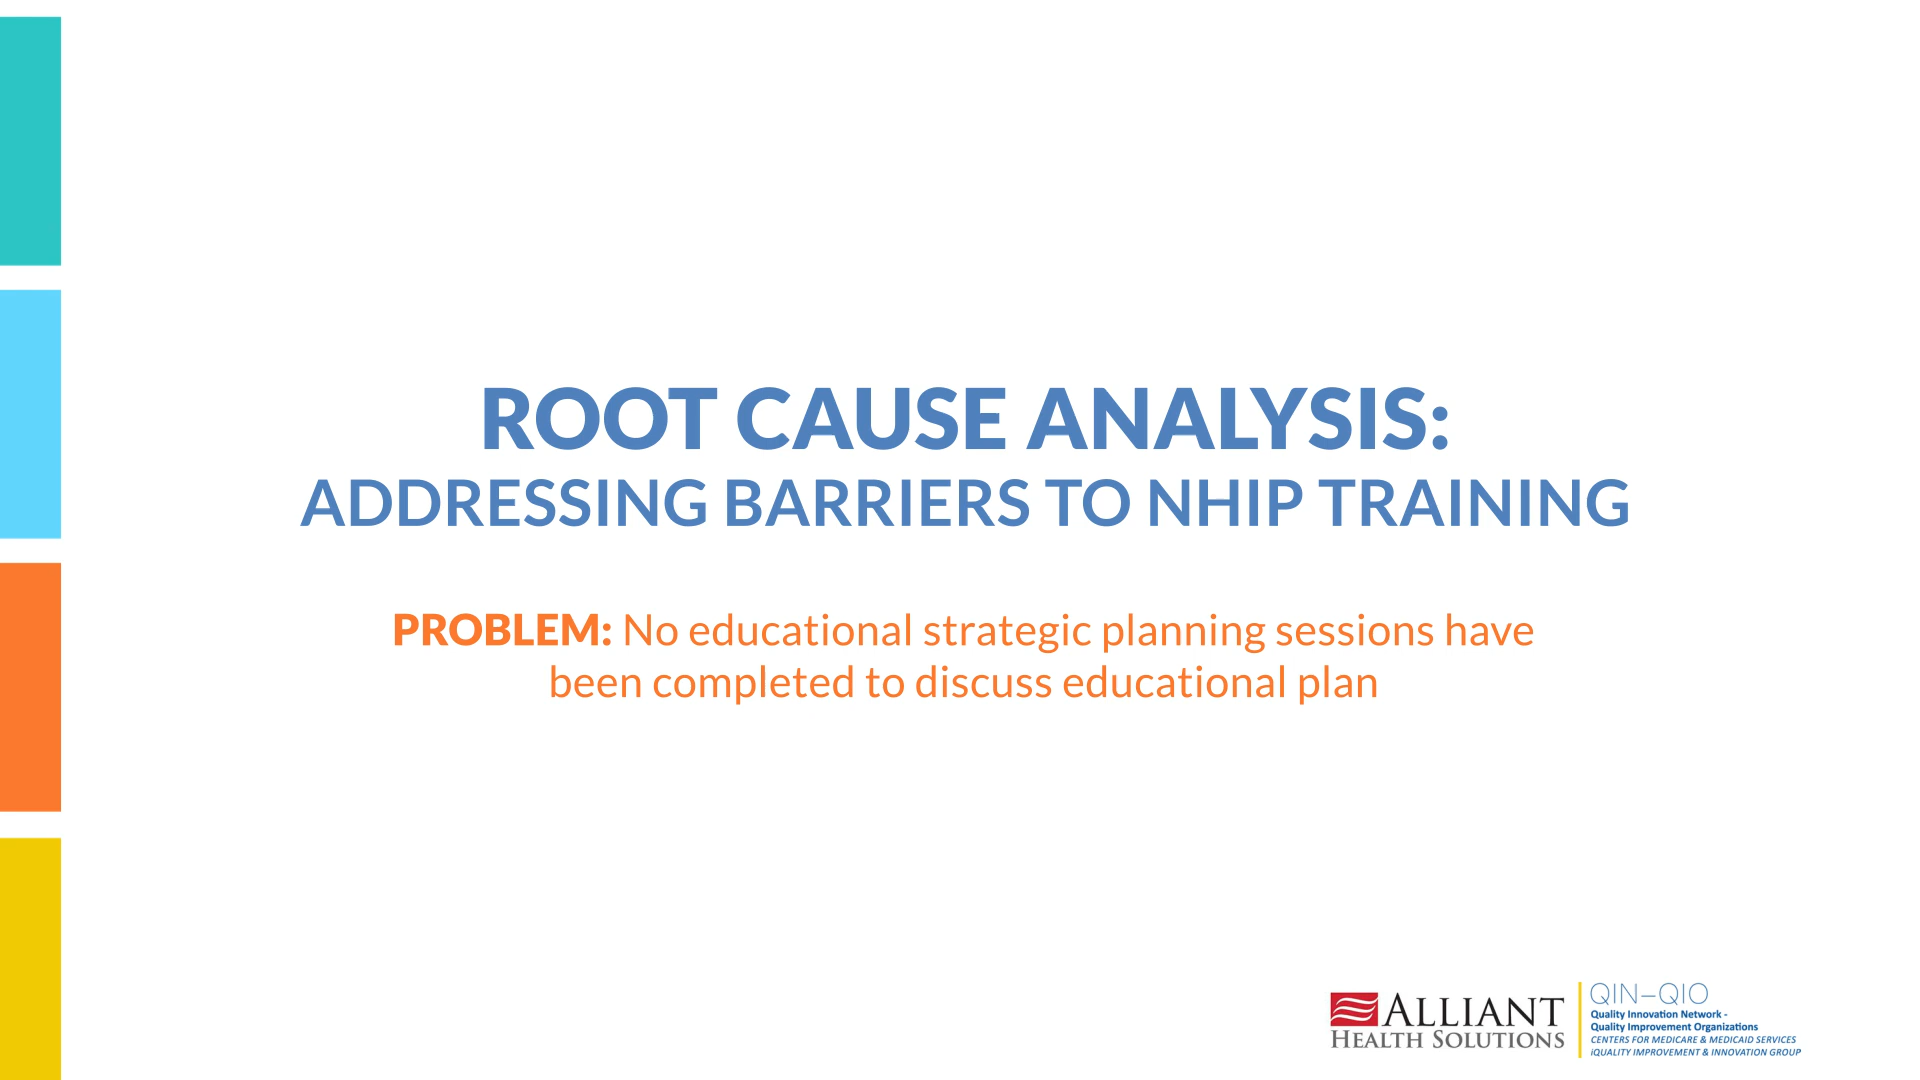 ROOT CAUSE ANALYSIS:
ADDRESSING BARRIERS TO NHIP TRAINING
PROBLEM: No educational strategic planning sessions have
been completed to discuss educational plan
ALLIANT
HEALTH SOLUTIONS
QIN–QIO
Quality Innovation Network -
Quality Improvement Organizations
CENTERS FOR MEDICARE & MEDICAID SERVICES
iQUALITY IMPROVEMENT & INNOVATION GROUP